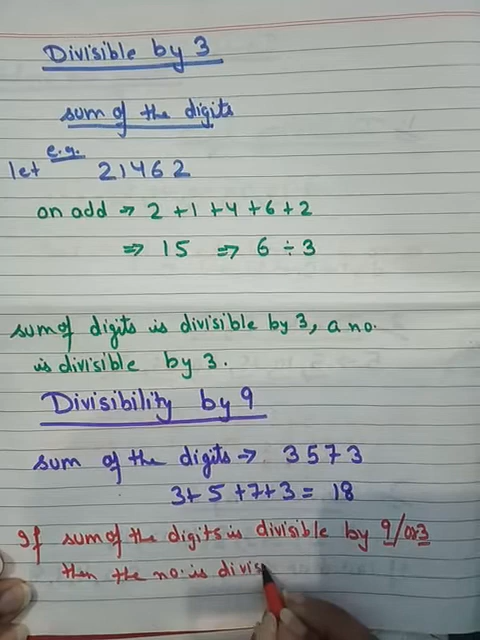 Divisible by 3
sum of the digits
e.g.
let 21462
on add → 2+1+4+6+2
⇒ 15 ⇒ 6 ÷ 3
sum of digits is divisible by 3, a no.
is divisible by 3.
Divisibility by 9
sum of the digits → 3573
3+5+7+3 = 18
If sum of the digits is divisible by 9/or3
then the no. is divis